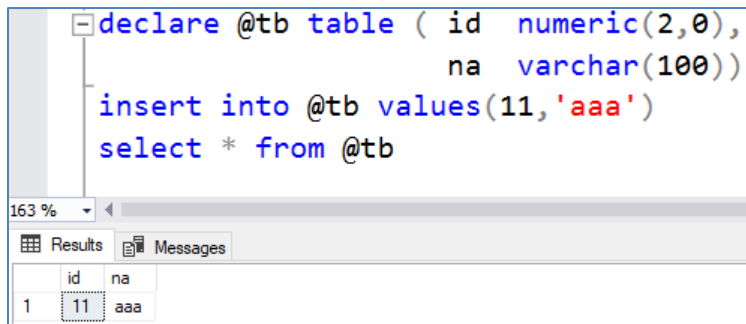 declare @tb table ( id  numeric(2,0),
na  varchar(100))
insert into @tb values(11,'aaa')
select * from @tb
163 %
Results Messages
id na
1 11 aaa